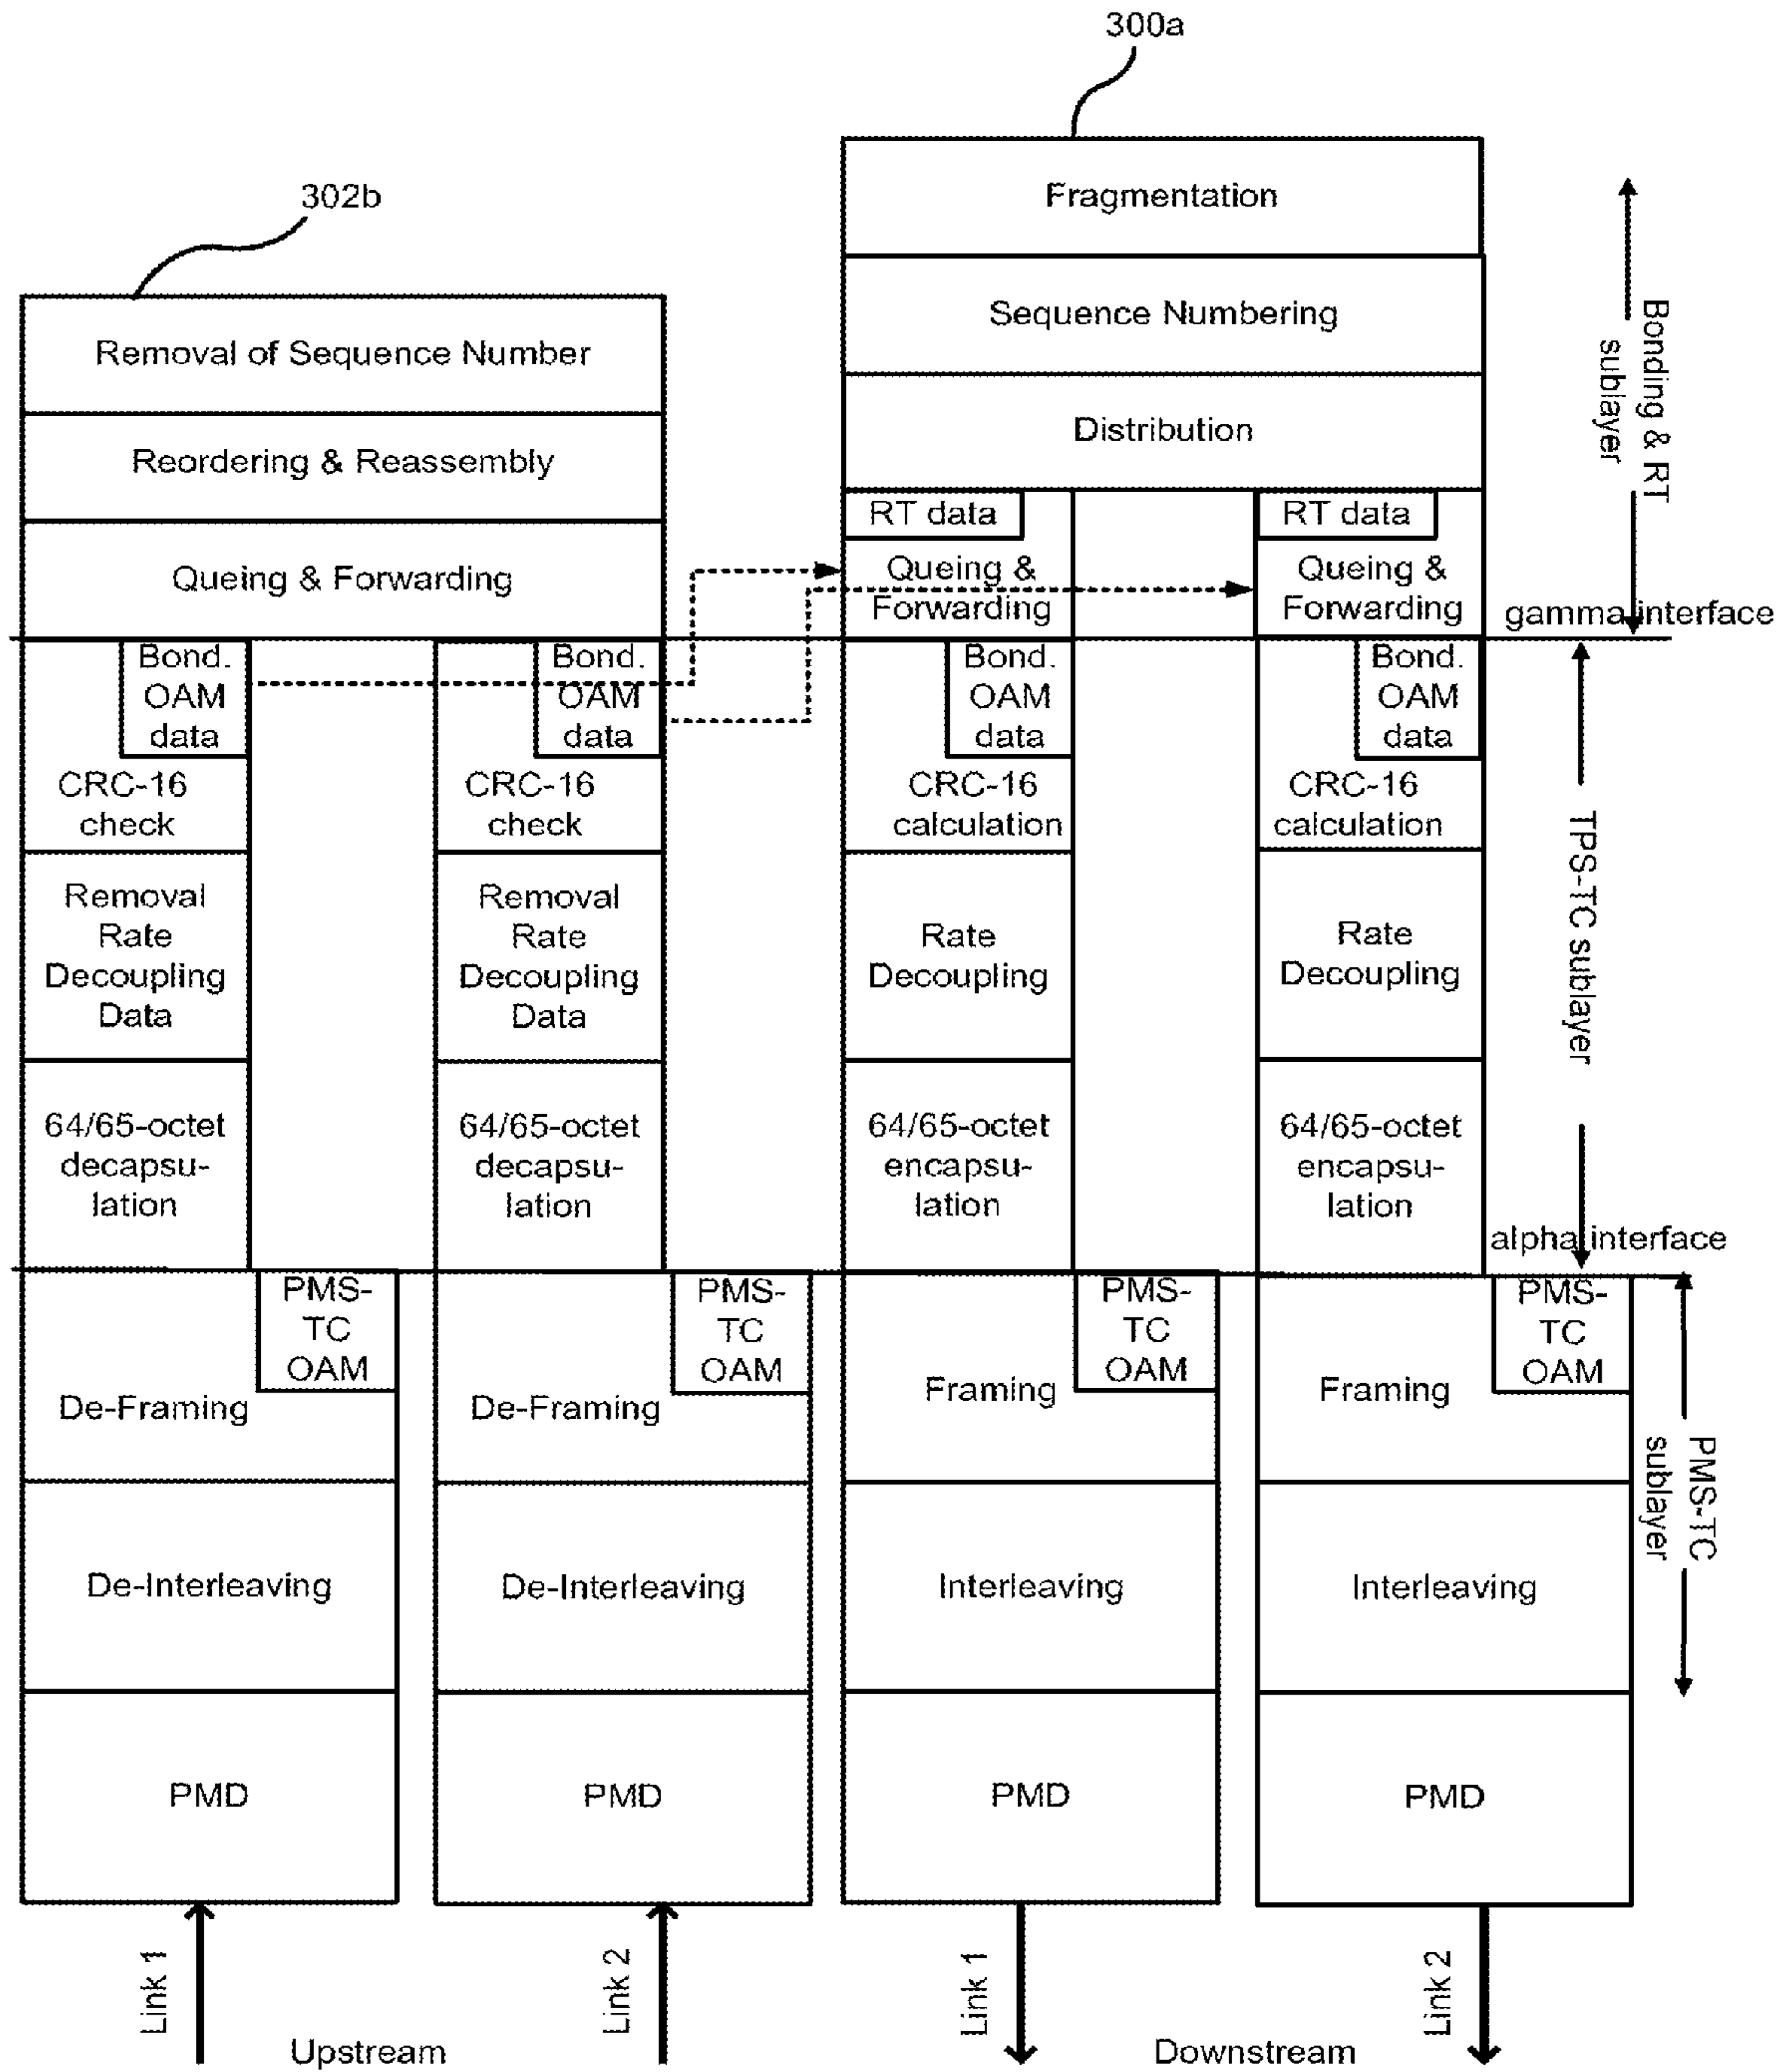 300a
302b
Fragmentation
Sequence Numbering
Distribution
RT data
Queing &
Forwarding
RT data
Queing &
Forwarding
Removal of Sequence Number
Reordering & Reassembly
Queing & Forwarding
Bonding & RT
sublayer
gamma interface
Bond.
OAM
data
CRC-16
check
Bond.
OAM
data
CRC-16
check
Bond.
OAM
data
CRC-16
calculation
Bond.
OAM
data
CRC-16
calculation
Removal
Rate
Decoupling
Data
Removal
Rate
Decoupling
Data
Rate
Decoupling
Rate
Decoupling
TPS-TC sublayer
64/65-octet
decapsu-
lation
64/65-octet
decapsu-
lation
64/65-octet
encapsu-
lation
64/65-octet
encapsu-
lation
alpha interface
PMS-
TC
OAM
De-Framing
PMS-
TC
OAM
De-Framing
PMS-
TC
OAM
Framing
PMS-
TC
OAM
Framing
PMS-TC
sublayer
De-Interleaving
De-Interleaving
Interleaving
Interleaving
PMD
PMD
PMD
PMD
Link 1
Link 2
Link 1
Link 2
Upstream
Downstream